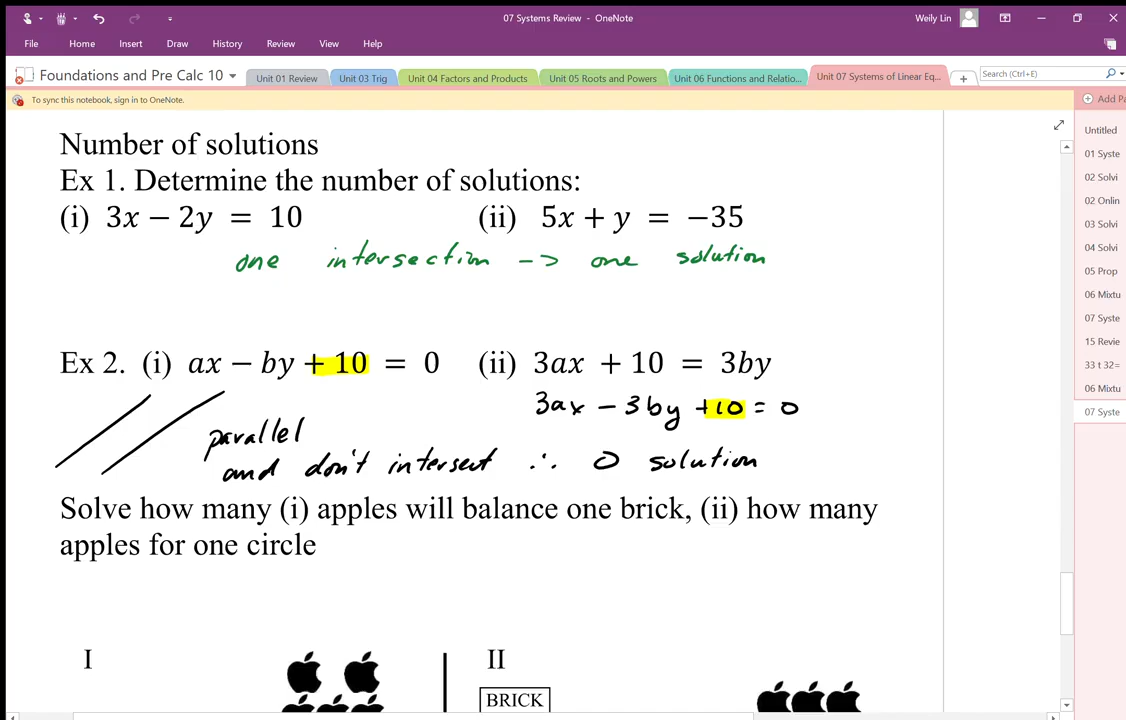 07 Systems Review - OneNote
Weily Lin
File Home Insert Draw History Review View Help
Foundations and Pre Calc 10
Unit 01 Review
Unit 03 Trig
Unit 04 Factors and Products
Unit 05 Roots and Powers
Unit 06 Functions and Relatio...
Unit 07 Systems of Linear Eq...
Search (Ctrl+E)
To sync this notebook, sign in to OneNote.
Add Pa
Number of solutions
Ex 1. Determine the number of solutions:
(i) 3x − 2y = 10 (ii) 5x + y = −35
one intersection -> one solution
Ex 2. (i) ax − by + 10 = 0 (ii) 3ax + 10 = 3by
3ax − 3by +10 = 0
parallel
and don't intersect ∴ 0 solution
Solve how many (i) apples will balance one brick, (ii) how many
apples for one circle
I II
BRICK
Untitled
01 Syste
02 Solvi
02 Onlin
03 Solvi
04 Solvi
05 Prop
06 Mixtu
07 Syste
15 Revie
33 t 32=
06 Mixtu
07 Syste